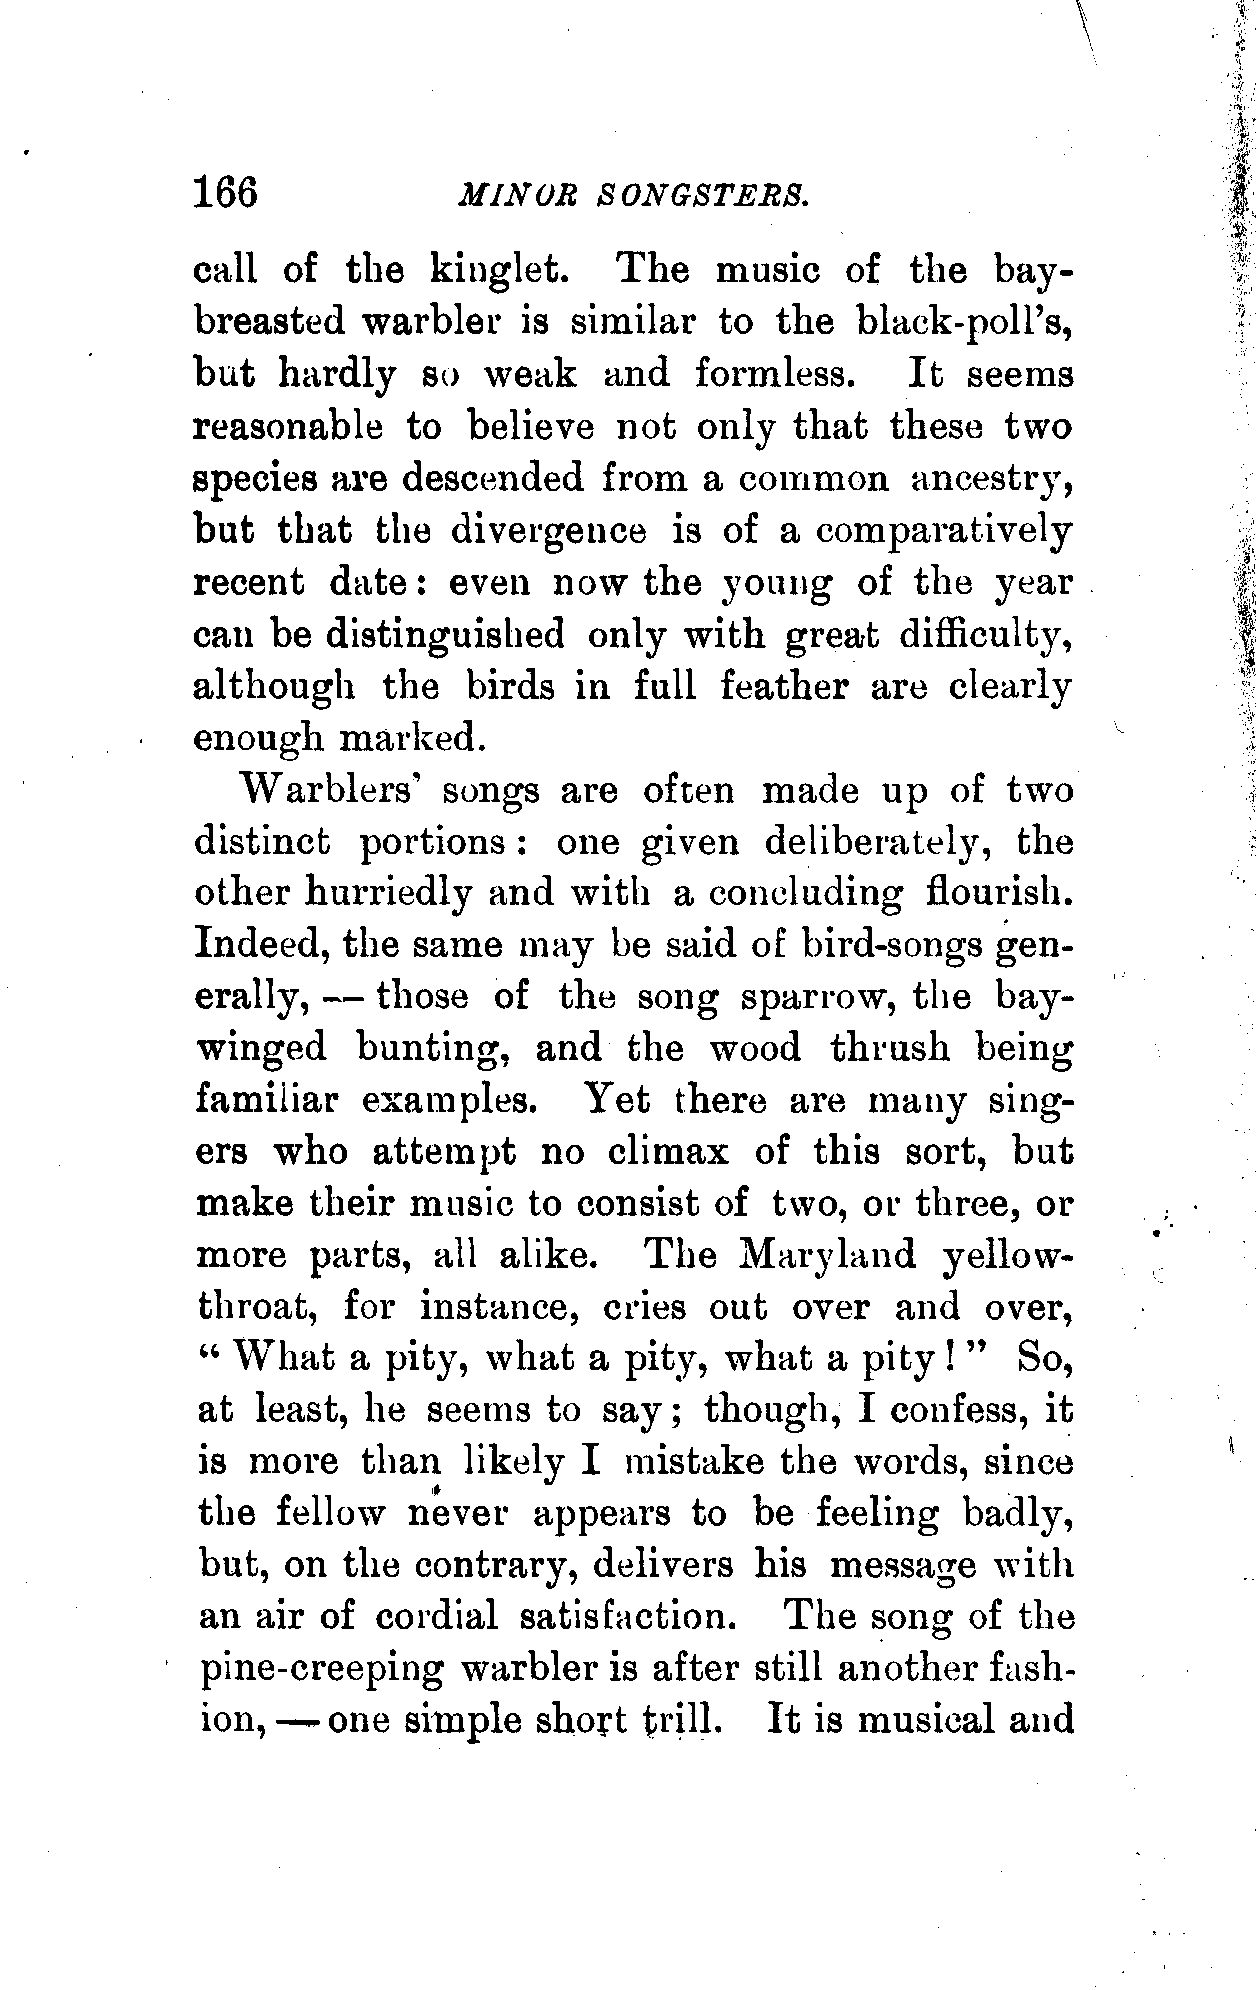 166 MINOR SONGSTERS.
call of the kinglet. The music of the bay-
breasted warbler is similar to the black-poll's,
but hardly so weak and formless. It seems
reasonable to believe not only that these two
species are descended from a common ancestry,
but that the divergence is of a comparatively
recent date: even now the young of the year
can be distinguished only with great difficulty,
although the birds in full feather are clearly
enough marked.
Warblers' songs are often made up of two
distinct portions: one given deliberately, the
other hurriedly and with a concluding flourish.
Indeed, the same may be said of bird-songs gen-
erally, — those of the song sparrow, the bay-
winged bunting, and the wood thrush being
familiar examples. Yet there are many sing-
ers who attempt no climax of this sort, but
make their music to consist of two, or three, or
more parts, all alike. The Maryland yellow-
throat, for instance, cries out over and over,
“ What a pity, what a pity, what a pity ! ” So,
at least, he seems to say; though, I confess, it
is more than likely I mistake the words, since
the fellow never appears to be feeling badly,
but, on the contrary, delivers his message with
an air of cordial satisfaction. The song of the
pine-creeping warbler is after still another fash-
ion, — one simple short trill. It is musical and